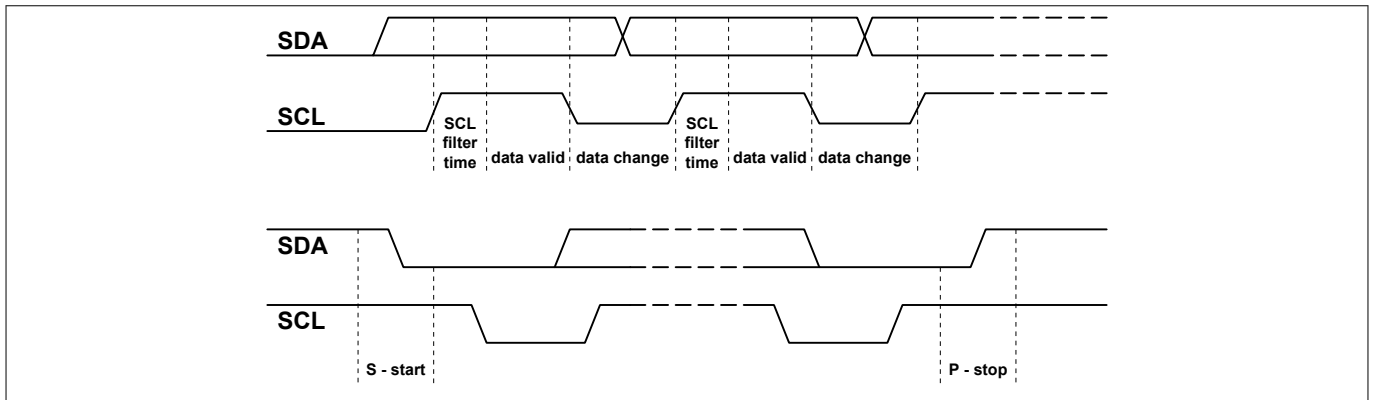 SDA
SCL
SCL
filter
time
data valid
data change
SCL
filter
time
data valid
data change
SDA
SCL
S - start
P - stop